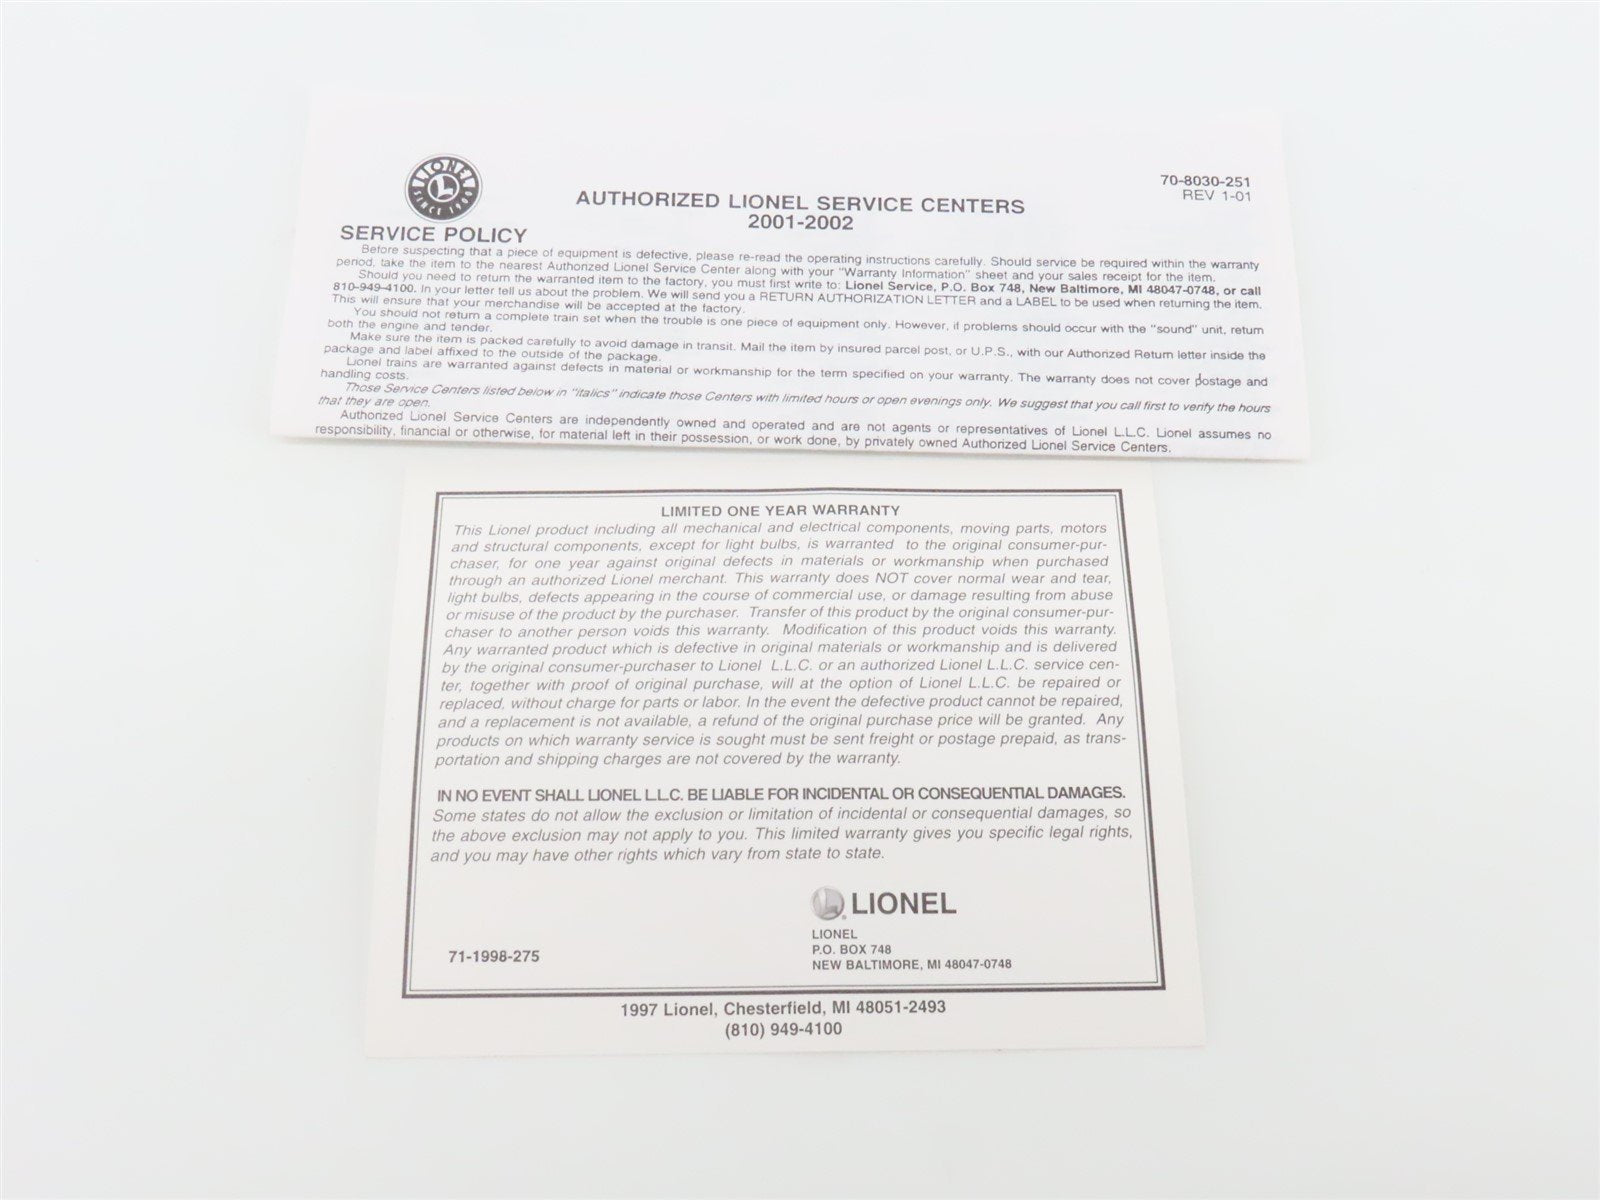 LIONEL
L
SINCE 1900
70-8030-251
REV 1-01
AUTHORIZED LIONEL SERVICE CENTERS
2001-2002
SERVICE POLICY
Before suspecting that a piece of equipment is defective, please re-read the operating instructions carefully. Should service be required within the warranty
period, take the item to the nearest Authorized Lionel Service Center along with your "Warranty Information" sheet and your sales receipt for the item.
Should you need to return the warranted item to the factory, you must first write to: Lionel Service, P.O. Box 748, New Baltimore, MI 48047-0748, or call
810-949-4100. In your letter tell us about the problem. We will send you a RETURN AUTHORIZATION LETTER and a LABEL to be used when returning the item.
This will ensure that your merchandise will be accepted at the factory.
You should not return a complete train set when the trouble is one piece of equipment only. However, if problems should occur with the "sound" unit, return
both the engine and tender.
Make sure the item is packed carefully to avoid damage in transit. Mail the item by insured parcel post, or U.P.S., with our Authorized Return letter inside the
package and label affixed to the outside of the package.
Lionel trains are warranted against defects in material or workmanship for the term specified on your warranty. The warranty does not cover postage and
handling costs.
Those Service Centers listed below in "italics" indicate those Centers with limited hours or open evenings only. We suggest that you call first to verify the hours
that they are open.
Authorized Lionel Service Centers are independently owned and operated and are not agents or representatives of Lionel L.L.C. Lionel assumes no
responsibility, financial or otherwise, for material left in their possession, or work done, by privately owned Authorized Lionel Service Centers.
LIMITED ONE YEAR WARRANTY
This Lionel product including all mechanical and electrical components, moving parts, motors
and structural components, except for light bulbs, is warranted to the original consumer-pur-
chaser, for one year against original defects in materials or workmanship when purchased
through an authorized Lionel merchant. This warranty does NOT cover normal wear and tear,
light bulbs, defects appearing in the course of commercial use, or damage resulting from abuse
or misuse of the product by the purchaser. Transfer of this product by the original consumer-pur-
chaser to another person voids this warranty. Modification of this product voids this warranty.
Any warranted product which is defective in original materials or workmanship and is delivered
by the original consumer-purchaser to Lionel L.L.C. or an authorized Lionel L.L.C. service cen-
ter, together with proof of original purchase, will at the option of Lionel L.L.C. be repaired or
replaced, without charge for parts or labor. In the event the defective product cannot be repaired,
and a replacement is not available, a refund of the original purchase price will be granted. Any
products on which warranty service is sought must be sent freight or postage prepaid, as trans-
portation and shipping charges are not covered by the warranty.
IN NO EVENT SHALL LIONEL L.L.C. BE LIABLE FOR INCIDENTAL OR CONSEQUENTIAL DAMAGES.
Some states do not allow the exclusion or limitation of incidental or consequential damages, so
the above exclusion may not apply to you. This limited warranty gives you specific legal rights,
and you may have other rights which vary from state to state.
L® LIONEL
LIONEL
P.O. BOX 748
NEW BALTIMORE, MI 48047-0748
71-1998-275
1997 Lionel, Chesterfield, MI 48051-2493
(810) 949-4100